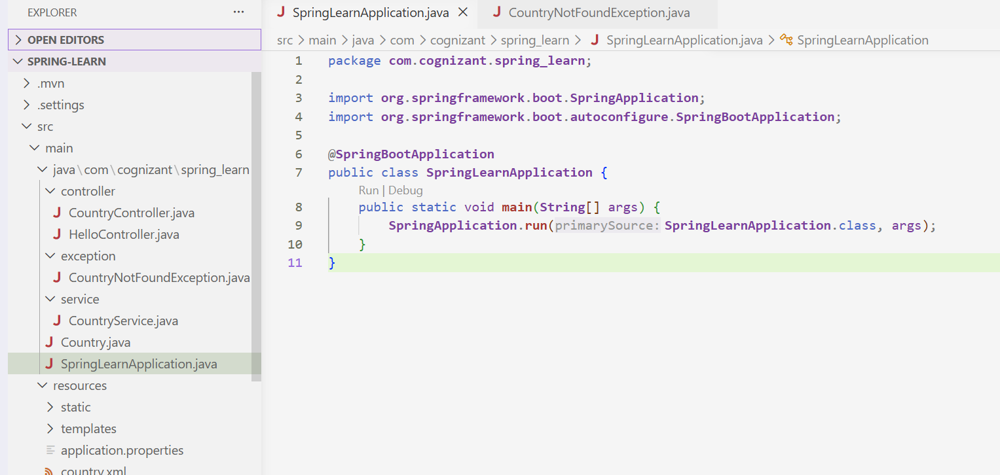 EXPLORER
OPEN EDITORS
SPRING-LEARN
.mvn
.settings
src
main
java\com\cognizant\spring_learn
controller
CountryController.java
HelloController.java
exception
CountryNotFoundException.java
service
CountryService.java
Country.java
SpringLearnApplication.java
resources
static
templates
application.properties
country.xml
SpringLearnApplication.java
CountryNotFoundException.java
src > main > java > com > cognizant > spring_learn > SpringLearnApplication.java > SpringLearnApplication
1 package com.cognizant.spring_learn;
2
3 import org.springframework.boot.SpringApplication;
4 import org.springframework.boot.autoconfigure.SpringBootApplication;
5
6 @SpringBootApplication
7 public class SpringLearnApplication {
Run | Debug
8 public static void main(String[] args) {
9 SpringApplication.run(primarySource: SpringLearnApplication.class, args);
10 }
11 }